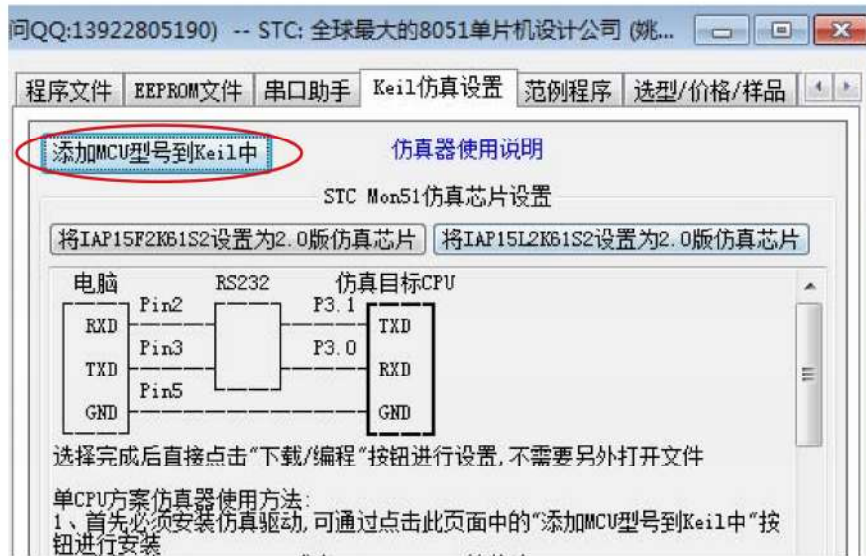 问QQ:13922805190) -- STC: 全球最大的8051单片机设计公司 (姚...
程序文件 EEPROM文件 串口助手 Keil仿真设置 范例程序 选型/价格/样品
添加MCU型号到Keil中 仿真器使用说明
STC Mon51仿真芯片设置
将IAP15F2K61S2设置为2.0版仿真芯片 将IAP15L2K61S2设置为2.0版仿真芯片
电脑 RS232 仿真目标CPU
Pin2 P3.1
RXD TXD
Pin3 P3.0
TXD RXD
Pin5
GND GND
选择完成后直接点击"下载/编程"按钮进行设置,不需要另外打开文件
单CPU方案仿真器使用方法:
1、首先必须安装仿真驱动,可通过点击此页面中的"添加MCU型号到Keil中"按
钮进行安装